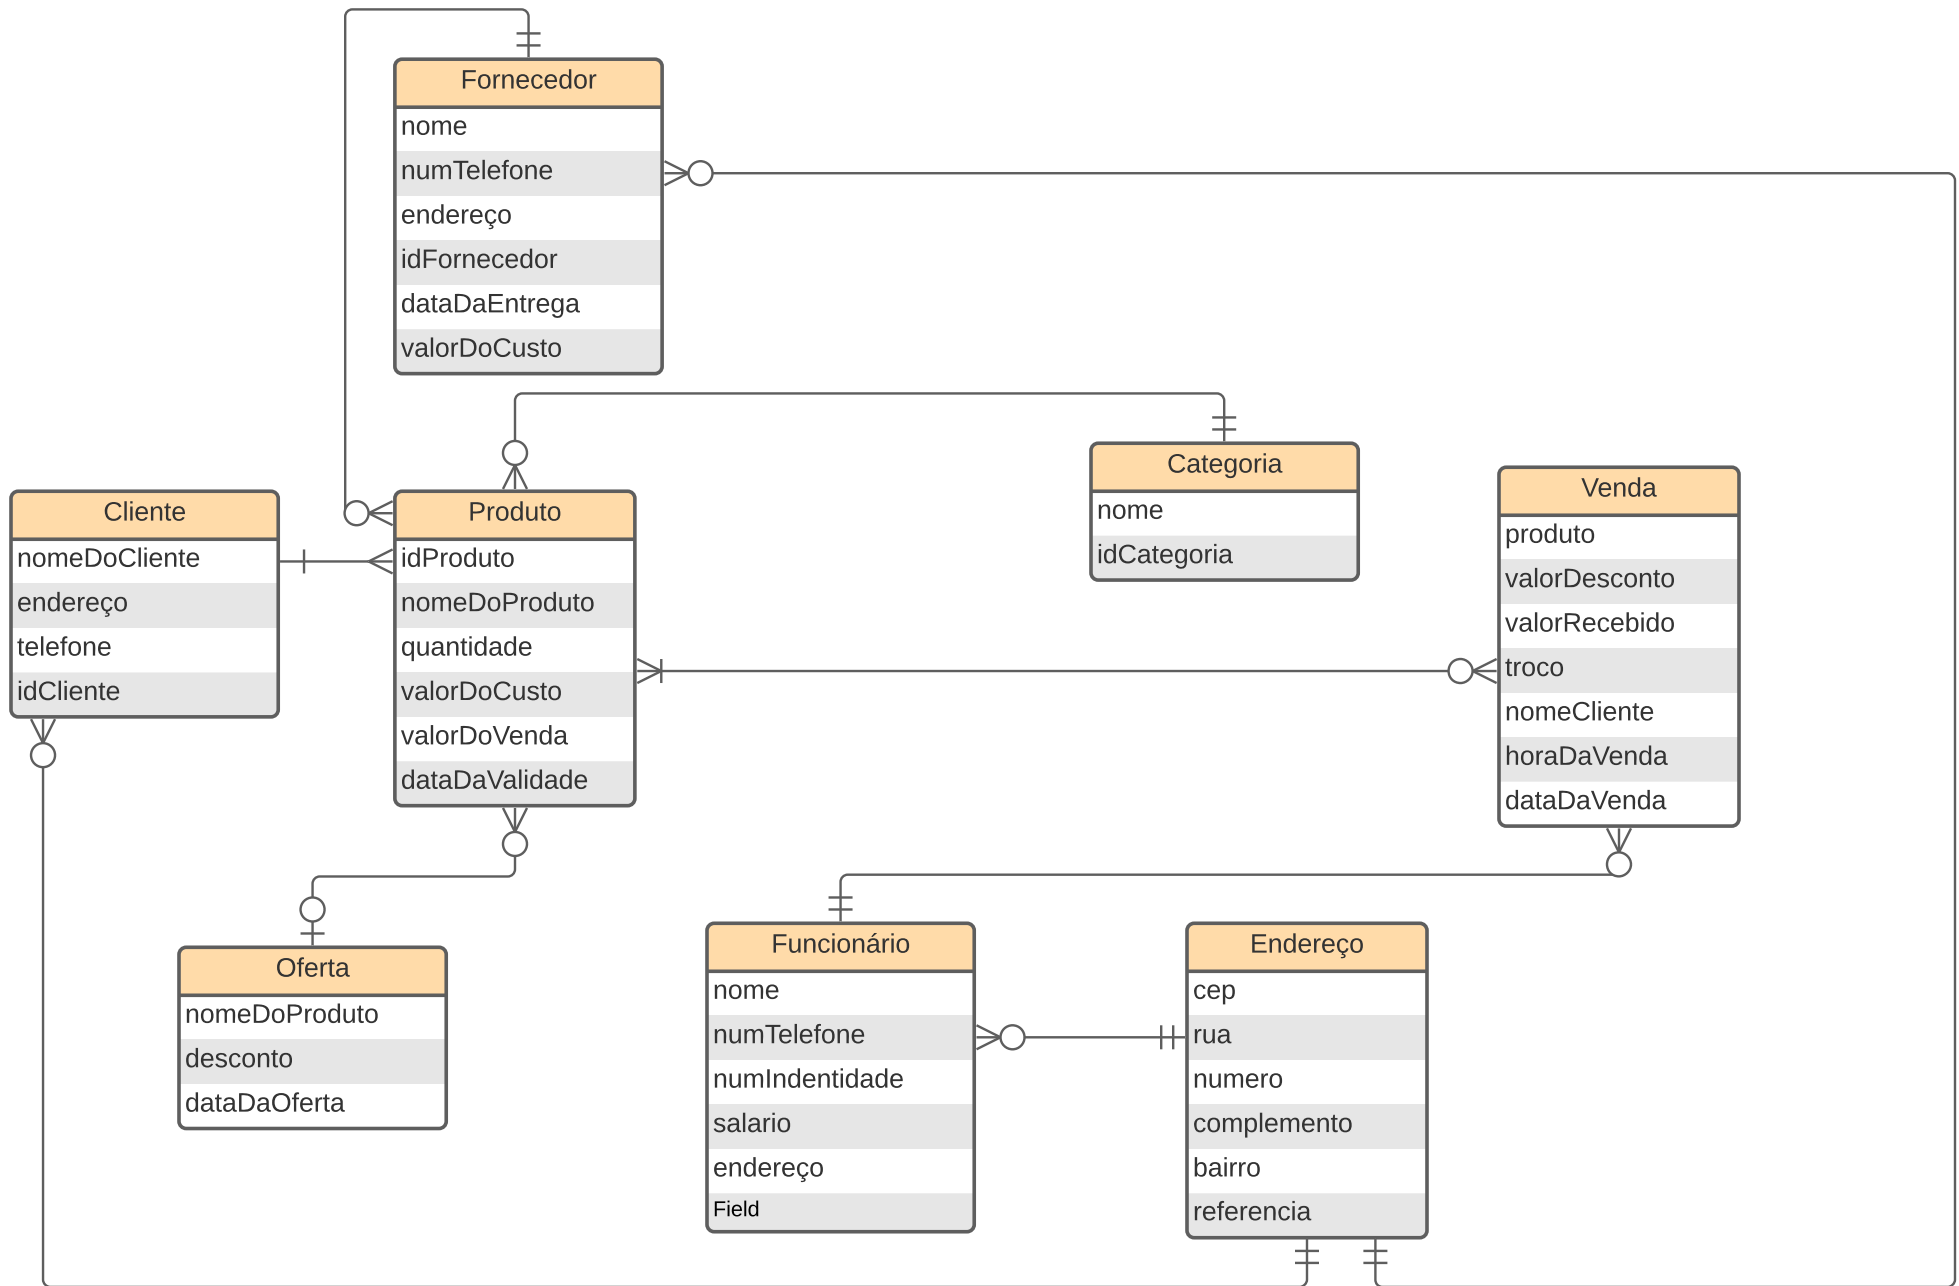 Fornecedor
nome
numTelefone
endereço
idFornecedor
dataDaEntrega
valorDoCusto
Categoria
nome
idCategoria
Venda
produto
valorDesconto
valorRecebido
troco
nomeCliente
horaDaVenda
dataDaVenda
Cliente
nomeDoCliente
endereço
telefone
idCliente
Produto
idProduto
nomeDoProduto
quantidade
valorDoCusto
valorDoVenda
dataDaValidade
Oferta
nomeDoProduto
desconto
dataDaOferta
Funcionário
nome
numTelefone
numIndentidade
salario
endereço
Field
Endereço
cep
rua
numero
complemento
bairro
referencia